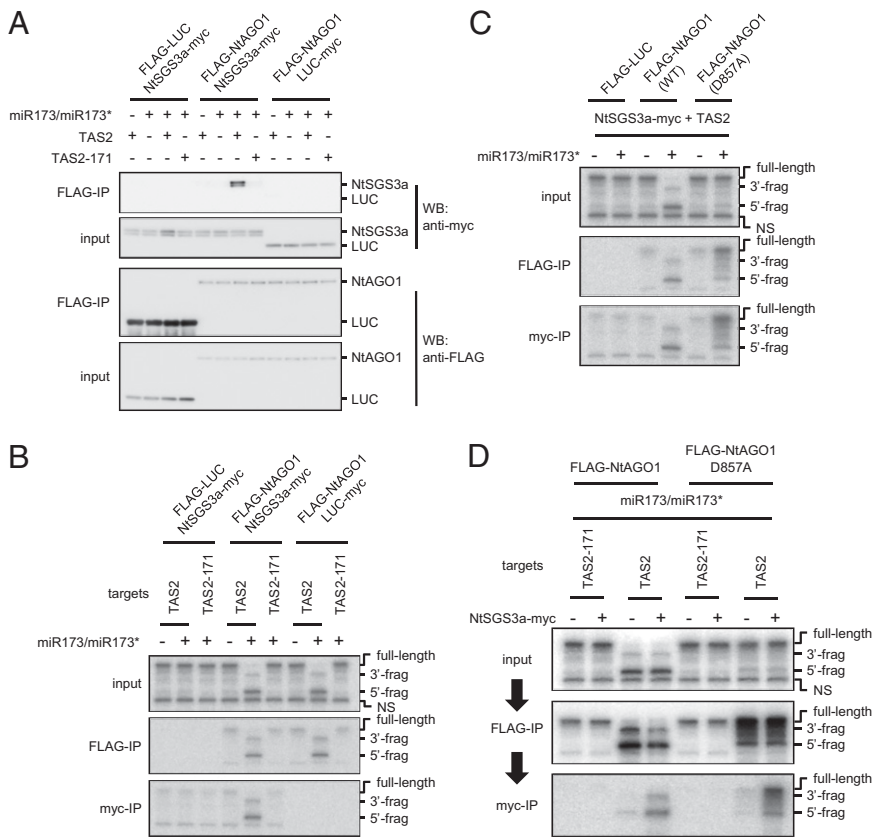 A
FLAG-LUC
NtSGS3a-myc
FLAG-NtAGO1
NtSGS3a-myc
FLAG-NtAGO1
LUC-myc
miR173/miR173* - + + + - + + + - + + +
TAS2 + - + - + - + - + - + -
TAS2-171 - - - + - - - + - - - +
FLAG-IP
NtSGS3a
LUC
input
NtSGS3a
LUC
WB:
anti-myc
FLAG-IP
NtAGO1
LUC
input
NtAGO1
LUC
WB:
anti-FLAG
B
FLAG-LUC
NtSGS3a-myc
FLAG-NtAGO1
NtSGS3a-myc
FLAG-NtAGO1
LUC-myc
targets
TAS2
TAS2-171
TAS2
TAS2-171
TAS2
TAS2-171
miR173/miR173* - + + - + + - + +
input
full-length
3'-frag
5'-frag
NS
FLAG-IP
full-length
3'-frag
5'-frag
myc-IP
full-length
3'-frag
5'-frag
C
FLAG-LUC
FLAG-NtAGO1
(WT)
FLAG-NtAGO1
(D857A)
NtSGS3a-myc + TAS2
miR173/miR173* - + - + - +
input
full-length
3'-frag
5'-frag
NS
FLAG-IP
full-length
3'-frag
5'-frag
myc-IP
full-length
3'-frag
5'-frag
D
FLAG-NtAGO1
FLAG-NtAGO1
D857A
miR173/miR173*
targets
TAS2-171
TAS2
TAS2-171
TAS2
NtSGS3a-myc - + - + - + - +
input
full-length
3'-frag
5'-frag
NS
FLAG-IP
full-length
3'-frag
5'-frag
myc-IP
full-length
3'-frag
5'-frag